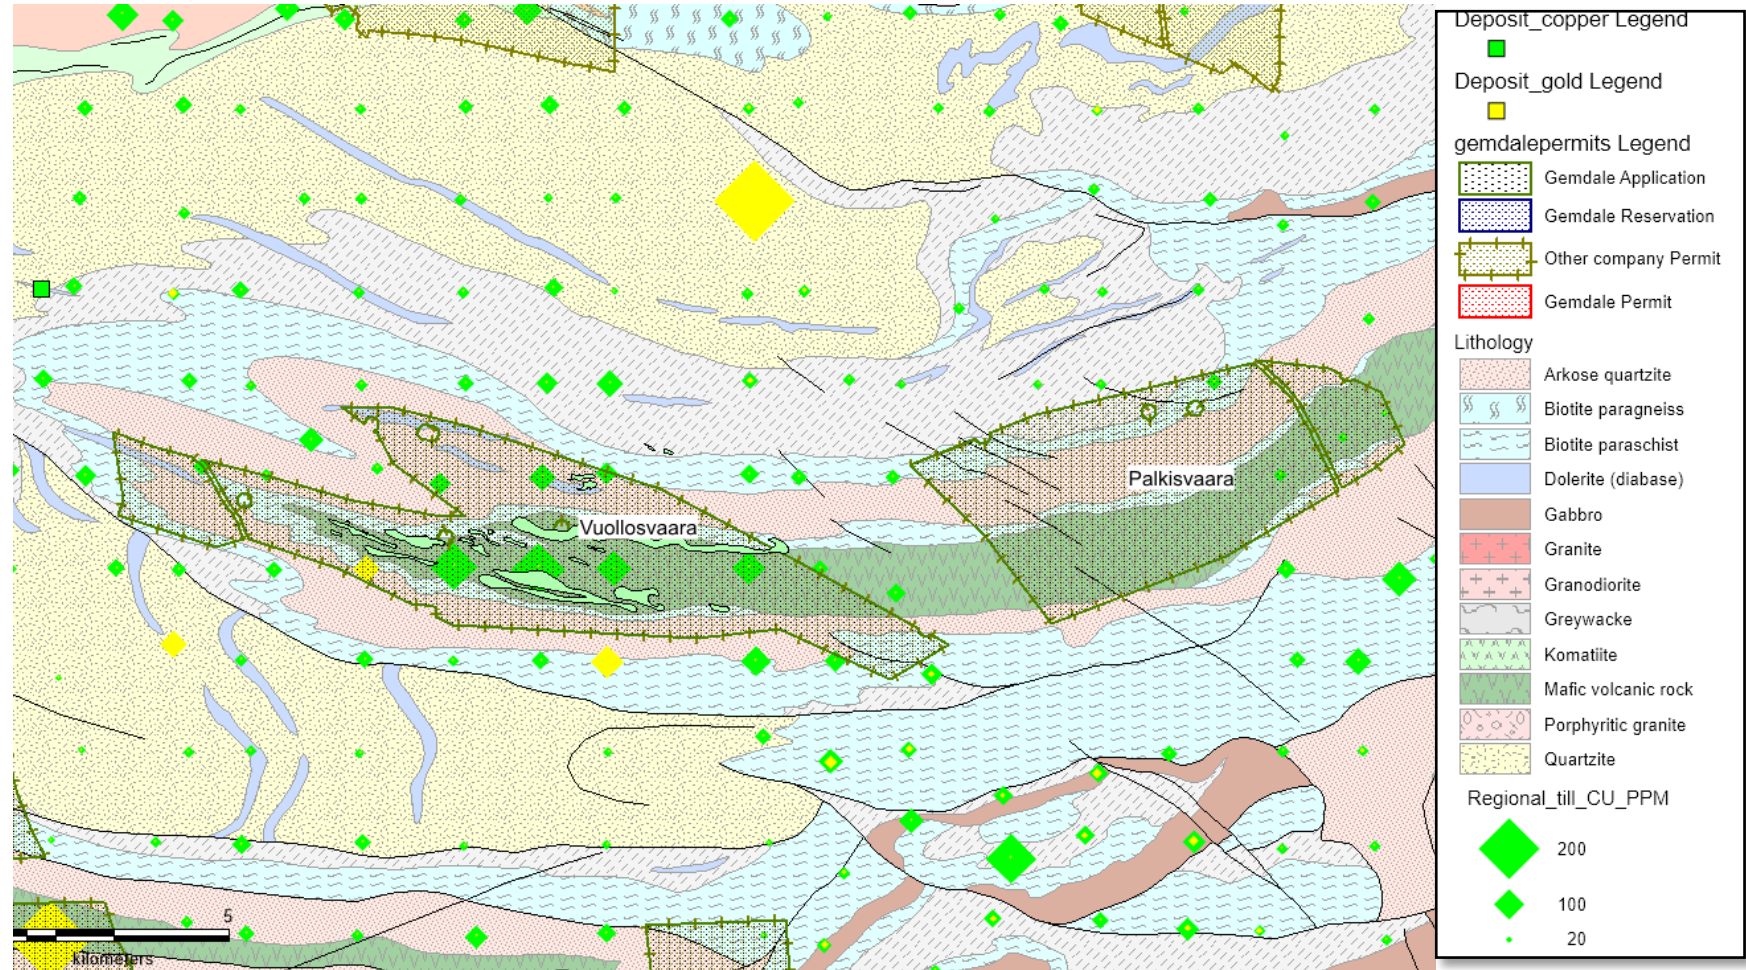 Deposit_copper Legend
Deposit_gold Legend
gemdalepermits Legend
Gemdale Application
Gemdale Reservation
Other company Permit
Gemdale Permit
Lithology
Arkose quartzite
Biotite paragneiss
Biotite paraschist
Dolerite (diabase)
Gabbro
Granite
Granodiorite
Greywacke
Komatiite
Mafic volcanic rock
Porphyritic granite
Quartzite
Regional_till_CU_PPM
200
100
20
Palkisvaara
Vuollosvaara
5
kilometers